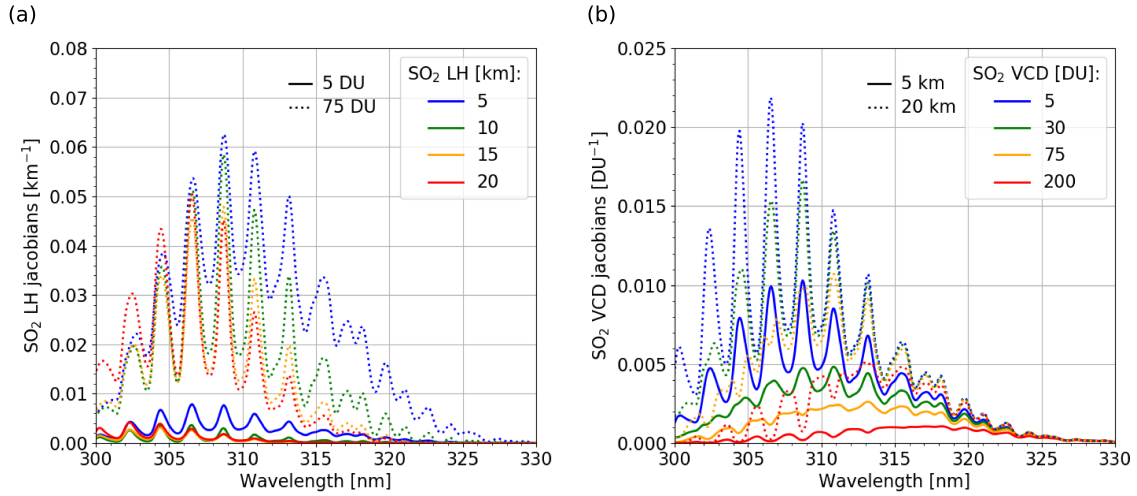 (a)
SO₂ LH jacobians [km⁻¹]
0.08
0.07
0.06
0.05
0.04
0.03
0.02
0.01
0.00
5 DU
75 DU
SO₂ LH [km]:
5
10
15
20
300 305 310 315 320 325 330
Wavelength [nm]
(b)
SO₂ VCD jacobians [DU⁻¹]
0.025
0.020
0.015
0.010
0.005
0.000
5 km
20 km
SO₂ VCD [DU]:
5
30
75
200
300 305 310 315 320 325 330
Wavelength [nm]